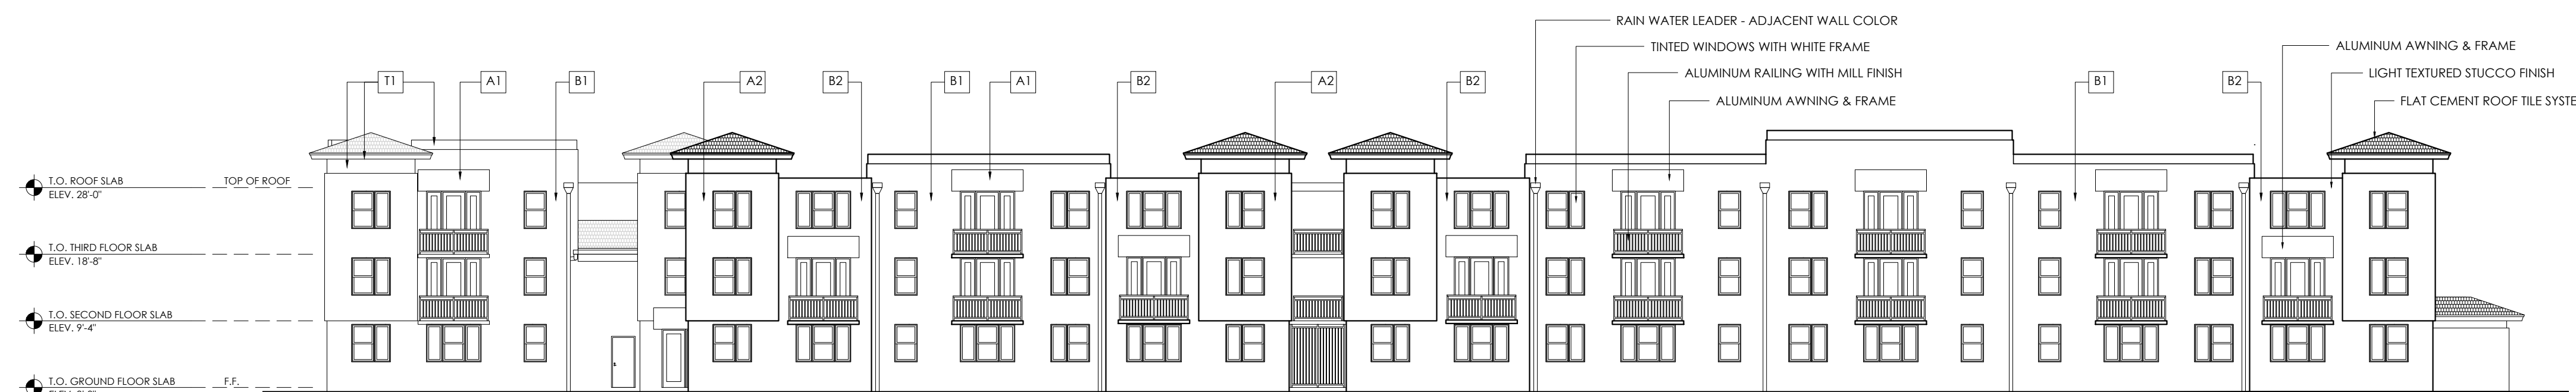 RAIN WATER LEADER - ADJACENT WALL COLOR
TINTED WINDOWS WITH WHITE FRAME
ALUMINUM AWNING & FRAME
ALUMINUM RAILING WITH MILL FINISH
LIGHT TEXTURED STUCCO FINISH
T1
A1
B1
A2
B2
B1
A1
B2
A2
B2
B1
B2
ALUMINUM AWNING & FRAME
FLAT CEMENT ROOF TILE
T.O. ROOF SLAB
TOP OF ROOF
ELEV. 28'-0"
T.O. THIRD FLOOR SLAB
ELEV. 18'-8"
T.O. SECOND FLOOR SLAB
ELEV. 9'-4"
T.O. GROUND FLOOR SLAB
F.F.